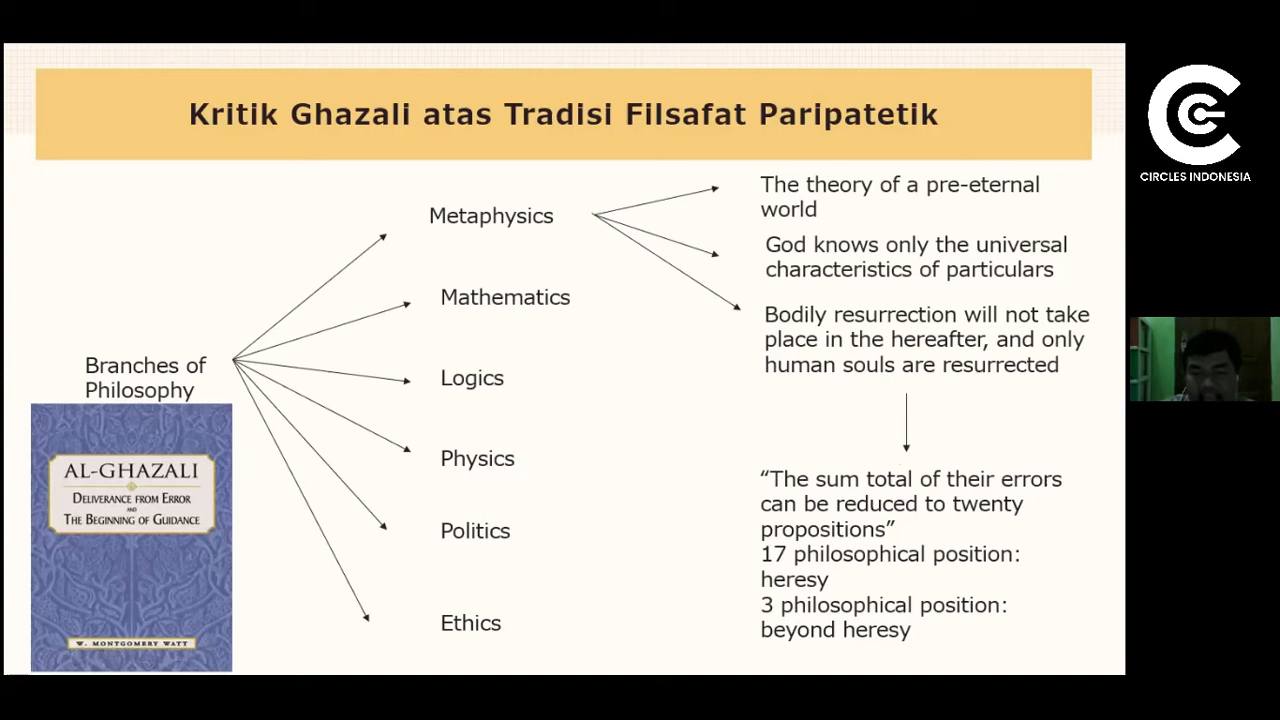 Kritik Ghazali atas Tradisi Filsafat Paripatetik
CIRCLES INDONESIA
Branches of
Philosophy
Metaphysics
Mathematics
Logics
Physics
Politics
Ethics
The theory of a pre-eternal
world
God knows only the universal
characteristics of particulars
Bodily resurrection will not take
place in the hereafter, and only
human souls are resurrected
“The sum total of their errors
can be reduced to twenty
propositions”
17 philosophical position:
heresy
3 philosophical position:
beyond heresy
AL-GHAZALI
DELIVERANCE FROM ERROR
AND
THE BEGINNING OF GUIDANCE
W. MONTGOMERY WATT